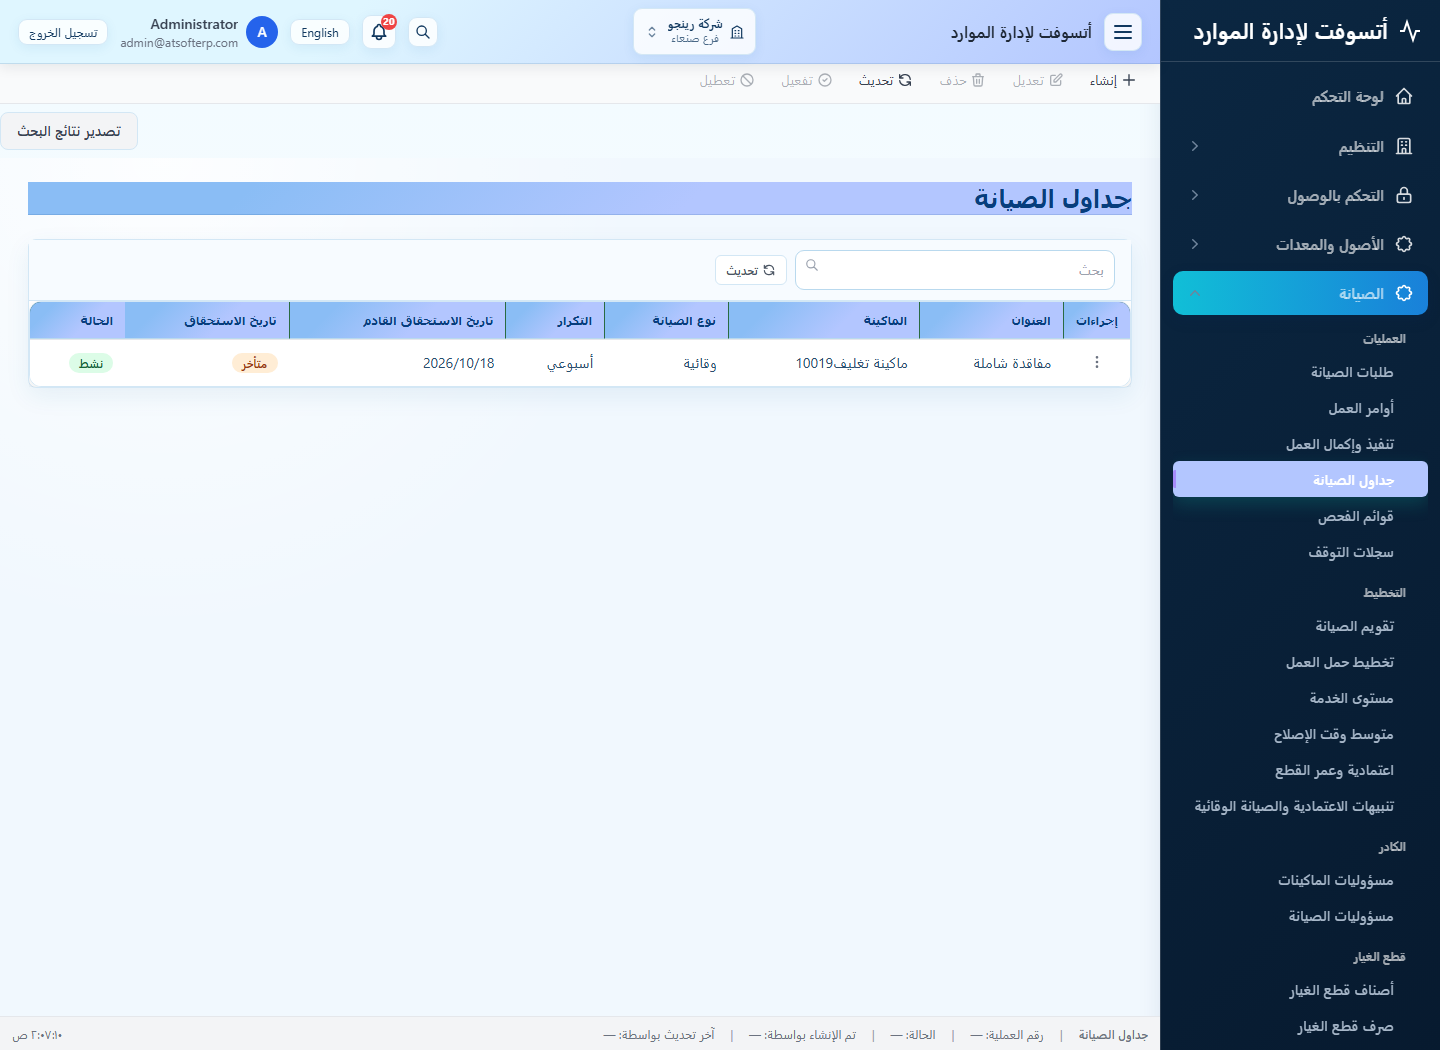 أتسوفت لإدارة الموارد
لوحة التحكم
التنظيم
التحكم بالوصول
الأصول والمعدات
الصيانة
العمليات
طلبات الصيانة
أوامر العمل
تنفيذ وإكمال العمل
جداول الصيانة
قوائم الفحص
سجلات التوقف
التخطيط
تقويم الصيانة
تخطيط حمل العمل
مستوى الخدمة
متوسط وقت الإصلاح
اعتمادية وعمر القطع
تنبيهات الاعتمادية والصيانة الوقائية
الكادر
مسؤوليات الماكينات
مسؤوليات الصيانة
قطع الغيار
أصناف قطع الغيار
صرف قطع الغيار
أتسوفت لإدارة الموارد
شركة رينجو
فرع صنعاء
20
English
A
Administrator
admin@atsofterp.com
تسجيل الخروج
إنشاء تعديل حذف تحديث تفعيل تعطيل
تصدير نتائج البحث
جداول الصيانة
بحث تحديث
إجراءات العنوان الماكينة نوع الصيانة التكرار تاريخ الاستحقاق القادم تاريخ الاستحقاق الحالة
مفاقدة شاملة ماكينة تغليف10019 وقائية أسبوعي 2026/10/18 متأخر نشط
جداول الصيانة | رقم العملية: — | الحالة: — | تم الإنشاء بواسطة: — | آخر تحديث بواسطة: —
٢:٠٧:١٠ ص